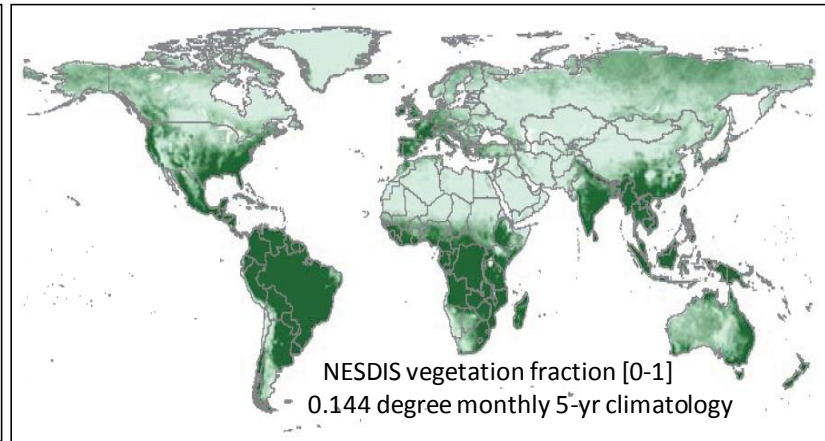 NESDIS vegetation fraction [0-1]
0.144 degree monthly 5-yr climatology